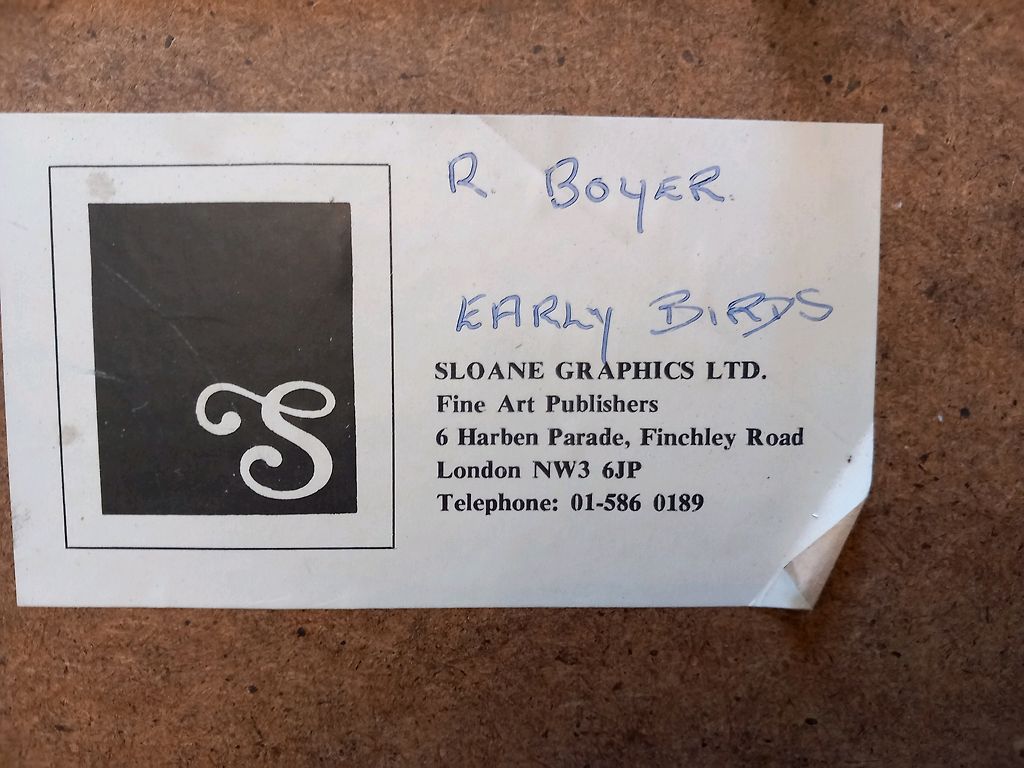 R. BOYER.
EARLY BIRDS
S
SLOANE GRAPHICS LTD.
Fine Art Publishers
6 Harben Parade, Finchley Road
London NW3 6JP
Telephone: 01-586 0189